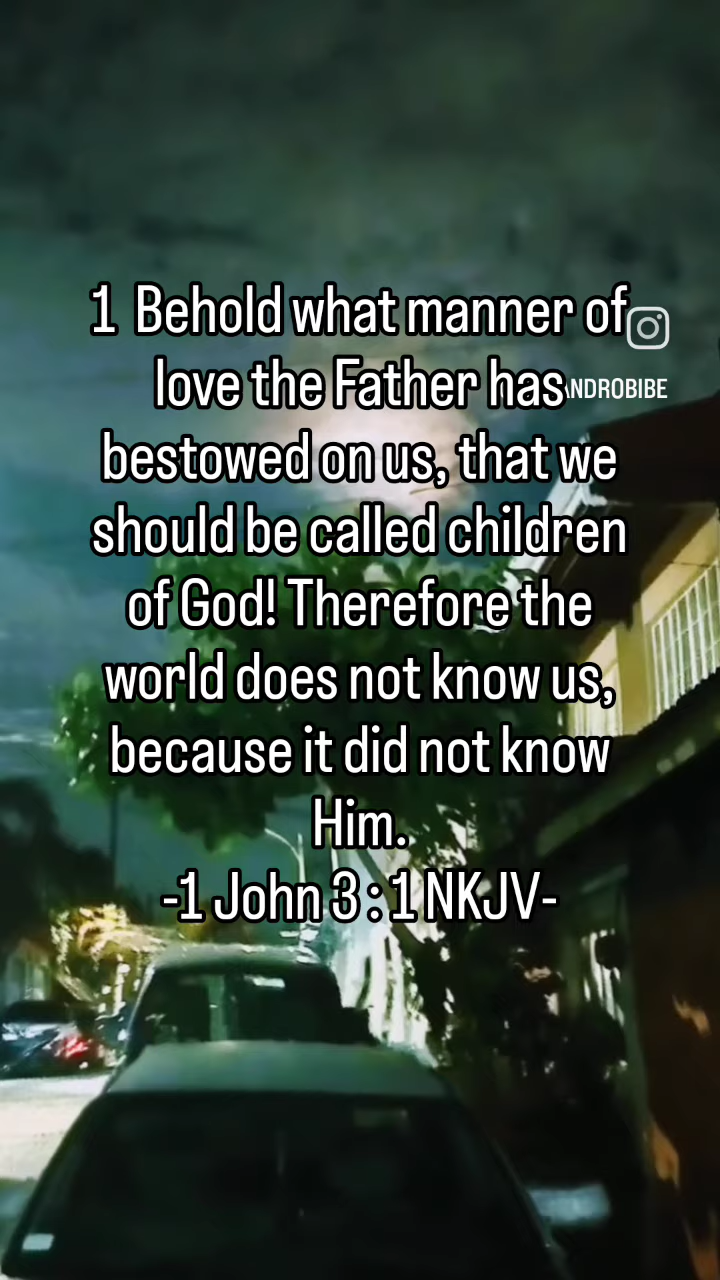 1 Behold what manner of
love the Father has
NDROBIBE
bestowed on us, that we
should be called children
of God! Therefore the
world does not know us,
because it did not know
Him.
-1 John 3 : 1 NKJV-